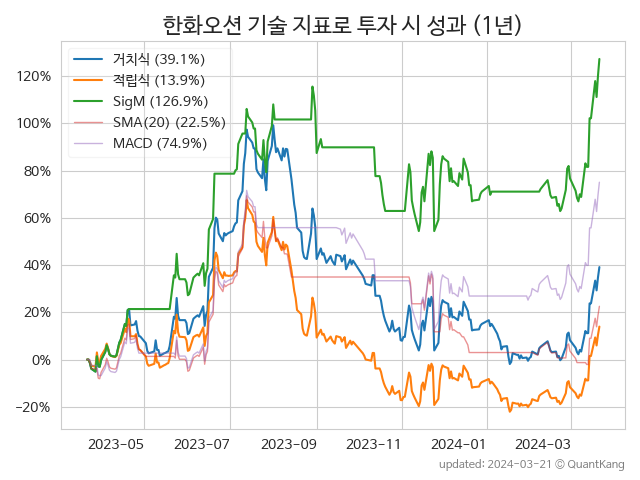 한화오션 기술 지표로 투자 시 성과 (1년)
거치식 (39.1%)
적립식 (13.9%)
SigM (126.9%)
SMA(20) (22.5%)
MACD (74.9%)
120%
100%
80%
60%
40%
20%
0%
−20%
2023-05 2023-07 2023-09 2023-11 2024-01 2024-03
updated: 2024-03-21 © QuantKang